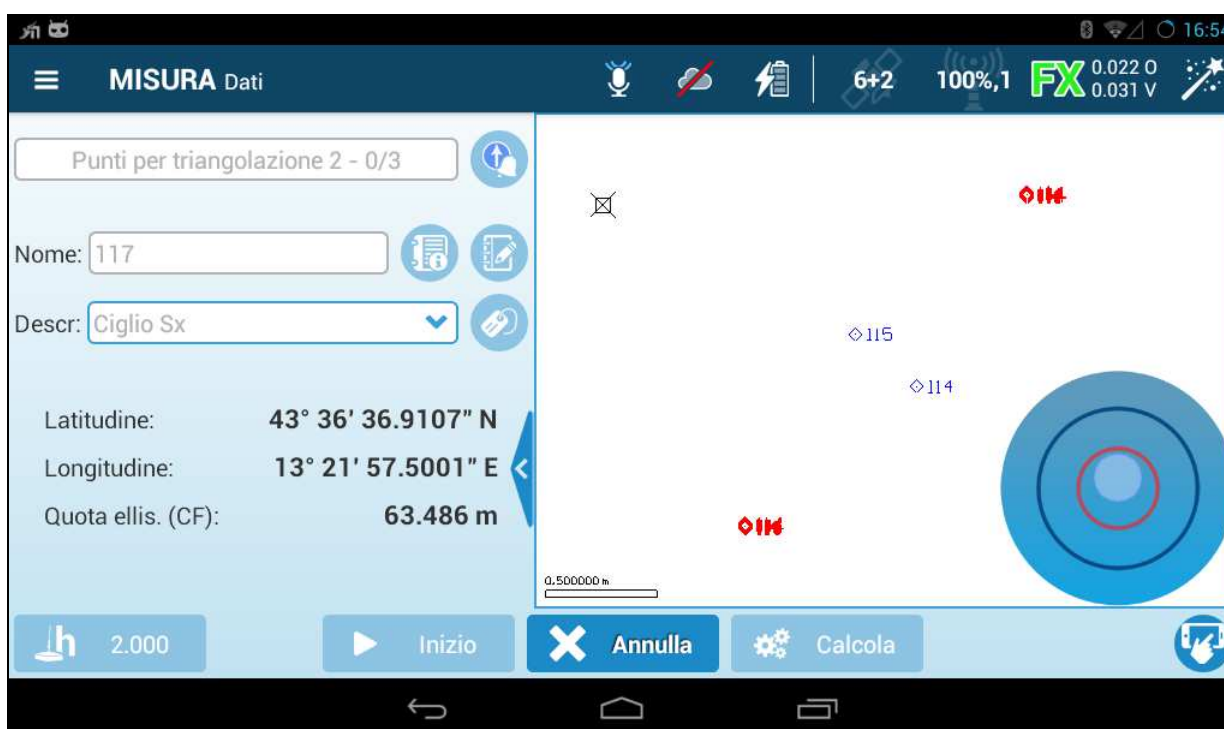 16:54
MISURA Dati
6+2
100%,1
FX
0.022 O
0.031 V
Punti per triangolazione 2 - 0/3
Nome: 117
Descr: Ciglio Sx
Latitudine: 43° 36' 36.9107" N
Longitudine: 13° 21' 57.5001" E
Quota ellis. (CF): 63.486 m
115
114
0.500000 m
h 2.000
Inizio
Annulla
Calcola